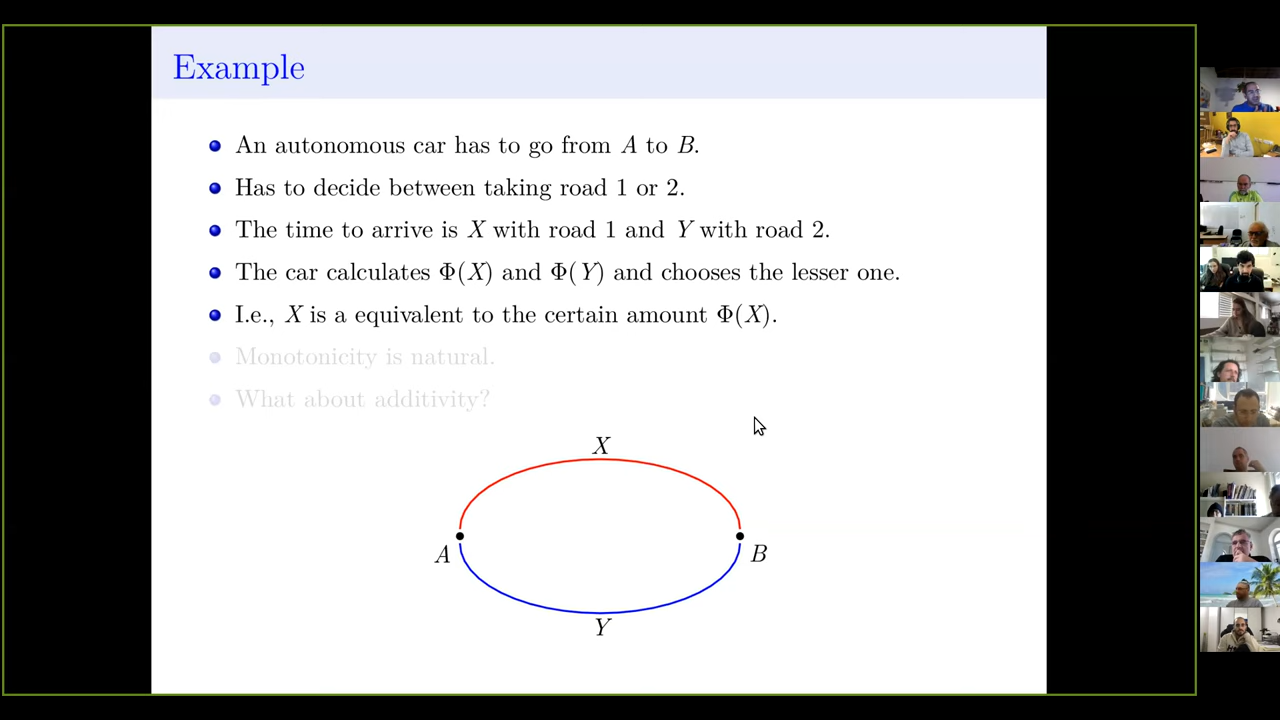 Example
An autonomous car has to go from A to B.
Has to decide between taking road 1 or 2.
The time to arrive is X with road 1 and Y with road 2.
The car calculates Φ(X) and Φ(Y) and chooses the lesser one.
I.e., X is a equivalent to the certain amount Φ(X).
Monotonicity is natural.
What about additivity?
X
A
B
Y